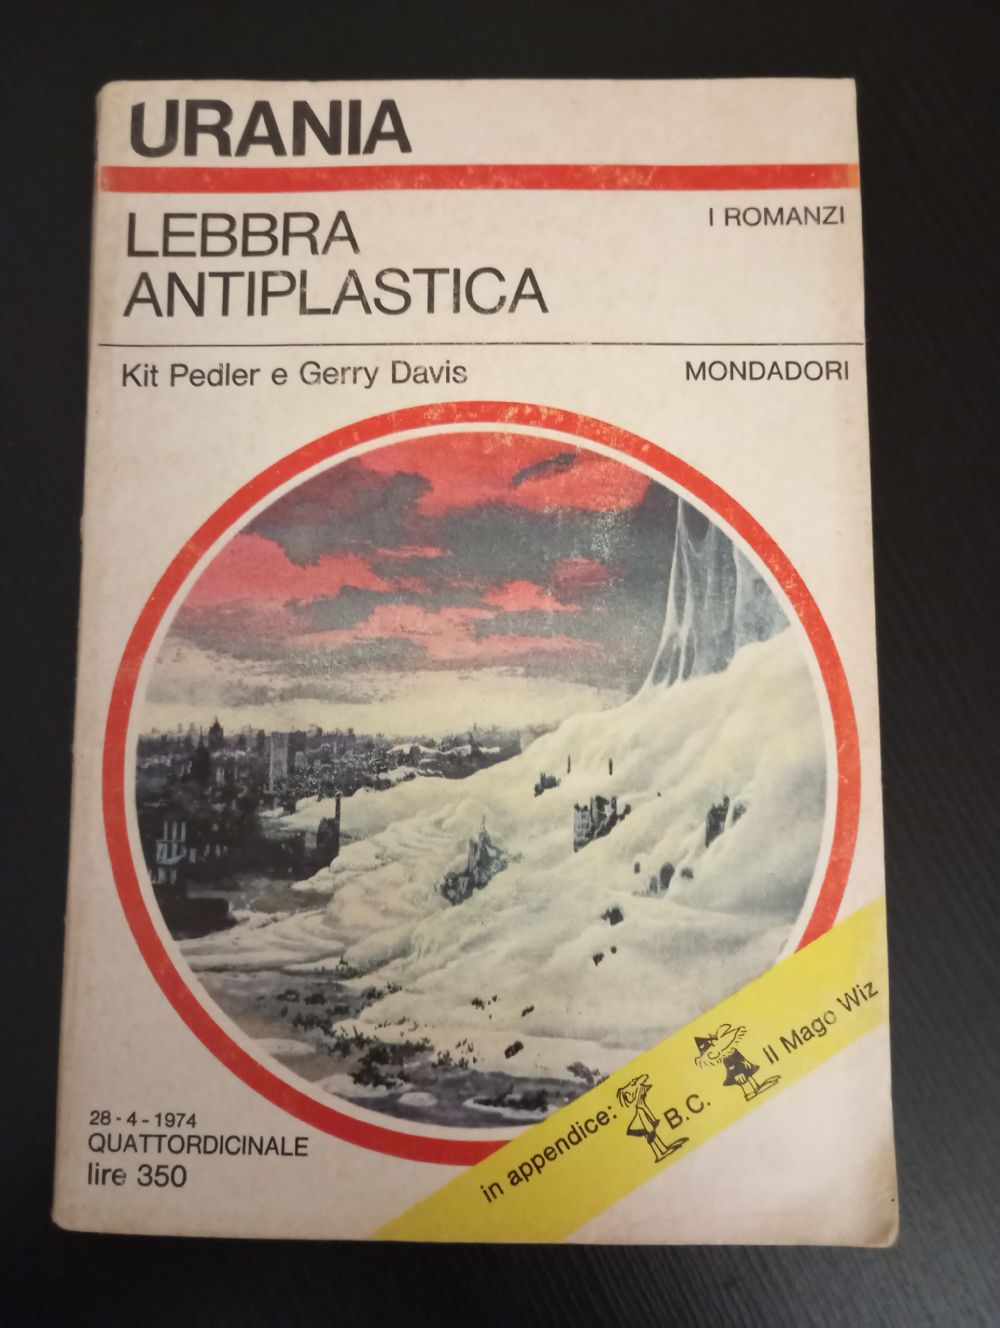 URANIA
LEBBRA
ANTIPLASTICA
I ROMANZI
Kit Pedler e Gerry Davis
MONDADORI
28-4-1974
QUATTORDICINALE
lire 350
in appendice: B.C. Il Mago Wiz